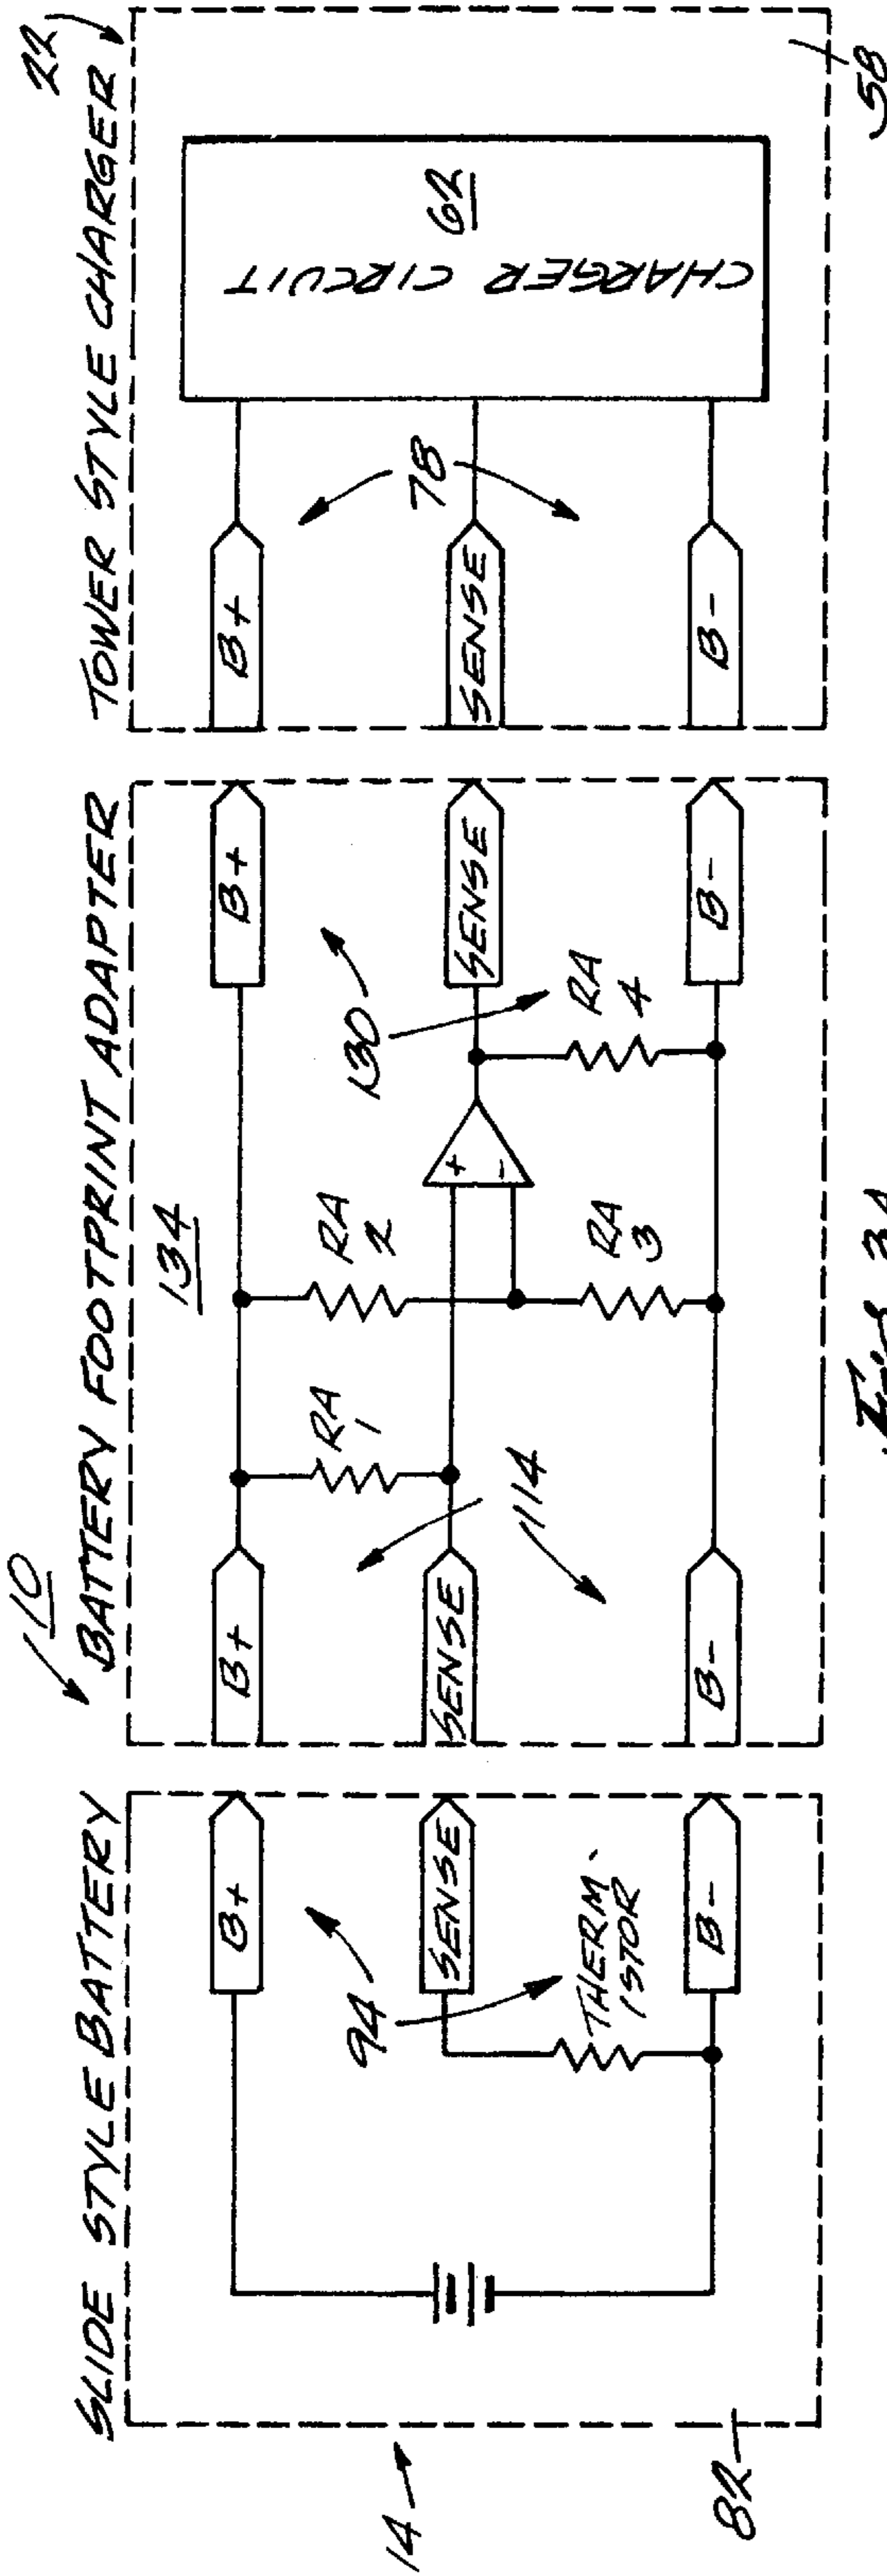 SLIDE STYLE BATTERY
14
82
B+
SENSE
B-
94
THERM-
ISTOR
10
BATTERY FOOTPRINT ADAPTER
134
B+
SENSE
B-
114
RA
1
RA
2
RA
3
+
-
130
RA
4
B+
SENSE
B-
TOWER STYLE CHARGER
22
B+
SENSE
B-
78
CHARGER CIRCUIT
62
58